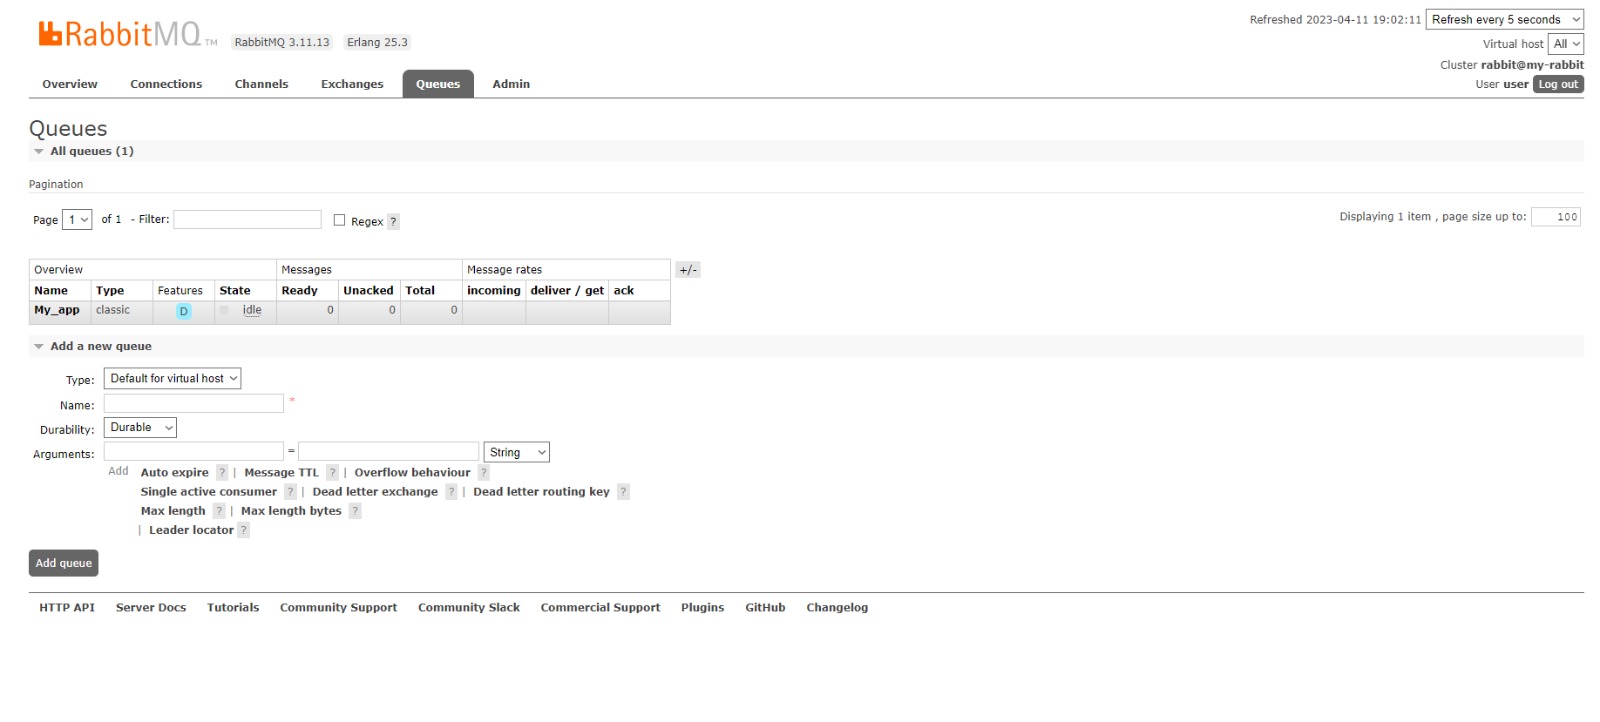 RabbitMQ TM RabbitMQ 3.11.13 Erlang 25.3
Refreshed 2023-04-11 19:02:11 Refresh every 5 seconds
Virtual host All
Cluster rabbit@my-rabbit
User user Log out
Overview Connections Channels Exchanges Queues Admin
Queues
All queues (1)
Pagination
Page 1 of 1 - Filter: Regex ?
Displaying 1 item , page size up to: 100
Overview Messages Message rates +/-
Name Type Features State Ready Unacked Total incoming deliver / get ack
My_app classic D idle 0 0 0
Add a new queue
Type: Default for virtual host
Name: *
Durability: Durable
Arguments: = String
Add Auto expire ? | Message TTL ? | Overflow behaviour ?
Single active consumer ? | Dead letter exchange ? | Dead letter routing key ?
Max length ? | Max length bytes ?
| Leader locator ?
Add queue
HTTP API Server Docs Tutorials Community Support Community Slack Commercial Support Plugins GitHub Changelog